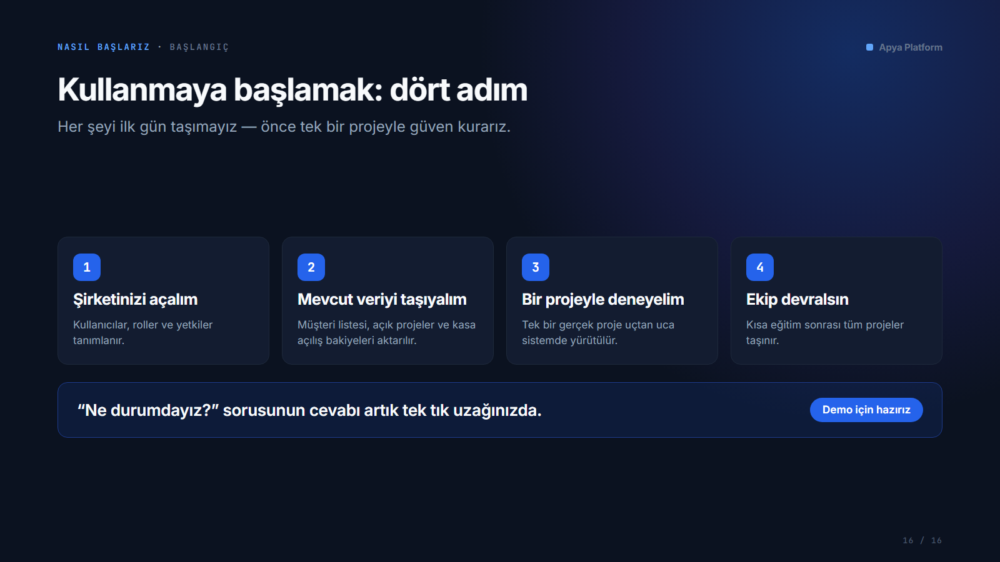 NASIL BAŞLARIZ · BAŞLANGIÇ
Apya Platform
Kullanmaya başlamak: dört adım
Her şeyi ilk gün taşımayız — önce tek bir projeyle güven kurarız.
1
Şirketinizi açalım
Kullanıcılar, roller ve yetkiler
tanımlanır.
2
Mevcut veriyi taşıyalım
Müşteri listesi, açık projeler ve kasa
açılış bakiyeleri aktarılır.
3
Bir projeyle deneyelim
Tek bir gerçek proje uçtan uca
sistemde yürütülür.
4
Ekip devralsın
Kısa eğitim sonrası tüm projeler
taşınır.
“Ne durumdayız?” sorusunun cevabı artık tek tık uzağınızda.
Demo için hazırız
16 / 16